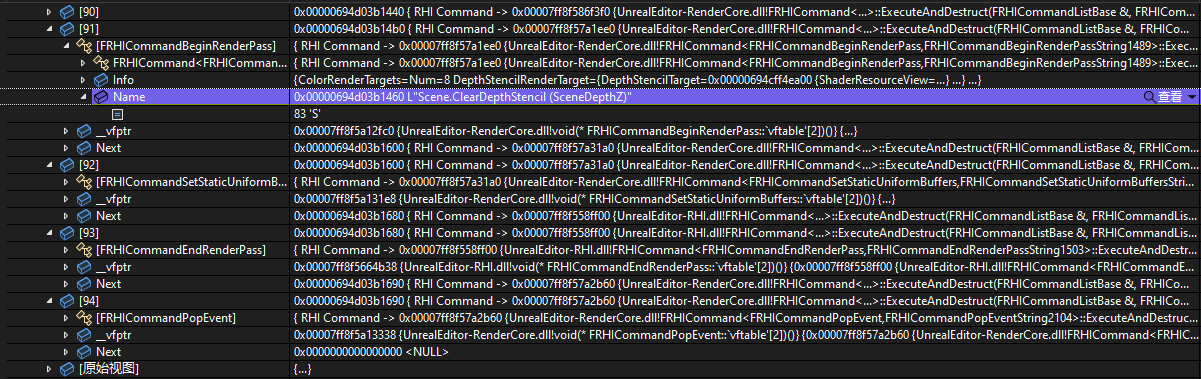 [90] 0x00000694d03b1440 { RHI Command -> 0x00007ff8f586f3f0 {UnrealEditor-RenderCore.dll!FRHICommand<...>::ExecuteAndDestruct(FRHICommandListBase &, FRHICom...
[91] 0x00000694d03b14b0 { RHI Command -> 0x00007ff8f57a1ee0 {UnrealEditor-RenderCore.dll!FRHICommand<...>::ExecuteAndDestruct(FRHICommandListBase &, FRHICo...
[FRHICommandBeginRenderPass] { RHI Command -> 0x00007ff8f57a1ee0 {UnrealEditor-RenderCore.dll!FRHICommand<FRHICommandBeginRenderPass,FRHICommandBeginRenderPassString1489>::Exec...
FRHICommand<FRHIComman... { RHI Command -> 0x00007ff8f57a1ee0 {UnrealEditor-RenderCore.dll!FRHICommand<FRHICommandBeginRenderPass,FRHICommandBeginRenderPassString1489>::Exec...
Info {ColorRenderTargets=Num=8 DepthStencilRenderTarget={DepthStencilTarget=0x00000694cff4ea00 {ShaderResourceView=...} ...} ...}
Name 0x00000694d03b1460 L"Scene.ClearDepthStencil (SceneDepthZ)" 查看
83 'S'
__vfptr 0x00007ff8f5a12fc0 {UnrealEditor-RenderCore.dll!void(* FRHICommandBeginRenderPass::`vftable'[2])()} {...}
Next 0x00000694d03b1600 { RHI Command -> 0x00007ff8f57a31a0 {UnrealEditor-RenderCore.dll!FRHICommand<...>::ExecuteAndDestruct(FRHICommandListBase &, FRHICom...
[92] 0x00000694d03b1600 { RHI Command -> 0x00007ff8f57a31a0 {UnrealEditor-RenderCore.dll!FRHICommand<...>::ExecuteAndDestruct(FRHICommandListBase &, FRHICo...
[FRHICommandSetStaticUniformB... { RHI Command -> 0x00007ff8f57a31a0 {UnrealEditor-RenderCore.dll!FRHICommand<FRHICommandSetStaticUniformBuffers,FRHICommandSetStaticUniformBuffersStri...
__vfptr 0x00007ff8f5a131e8 {UnrealEditor-RenderCore.dll!void(* FRHICommandSetStaticUniformBuffers::`vftable'[2])()} {...}
Next 0x00000694d03b1680 { RHI Command -> 0x00007ff8f558ff00 {UnrealEditor-RHI.dll!FRHICommand<...>::ExecuteAndDestruct(FRHICommandListBase &, FRHICommandLis...
[93] 0x00000694d03b1680 { RHI Command -> 0x00007ff8f558ff00 {UnrealEditor-RHI.dll!FRHICommand<...>::ExecuteAndDestruct(FRHICommandListBase &, FRHICommandLis...
[FRHICommandEndRenderPass] { RHI Command -> 0x00007ff8f558ff00 {UnrealEditor-RHI.dll!FRHICommand<FRHICommandEndRenderPass,FRHICommandEndRenderPassString1503>::ExecuteAndDestr...
__vfptr 0x00007ff8f5664b38 {UnrealEditor-RHI.dll!void(* FRHICommandEndRenderPass::`vftable'[2])()} {0x00007ff8f558ff00 {UnrealEditor-RHI.dll!FRHICommand<FRHICommandE...
Next 0x00000694d03b1690 { RHI Command -> 0x00007ff8f57a2b60 {UnrealEditor-RenderCore.dll!FRHICommand<...>::ExecuteAndDestruct(FRHICommandListBase &, FRHICo...
[94] 0x00000694d03b1690 { RHI Command -> 0x00007ff8f57a2b60 {UnrealEditor-RenderCore.dll!FRHICommand<...>::ExecuteAndDestruct(FRHICommandListBase &, FRHICo...
[FRHICommandPopEvent] { RHI Command -> 0x00007ff8f57a2b60 {UnrealEditor-RenderCore.dll!FRHICommand<FRHICommandPopEvent,FRHICommandPopEventString2104>::ExecuteAndDestruc...
__vfptr 0x00007ff8f5a13338 {UnrealEditor-RenderCore.dll!void(* FRHICommandPopEvent::`vftable'[2])()} {0x00007ff8f57a2b60 {UnrealEditor-RenderCore.dll!FRHICommand<FRHI...
Next 0x0000000000000000 <NULL>
[原始视图] {...}